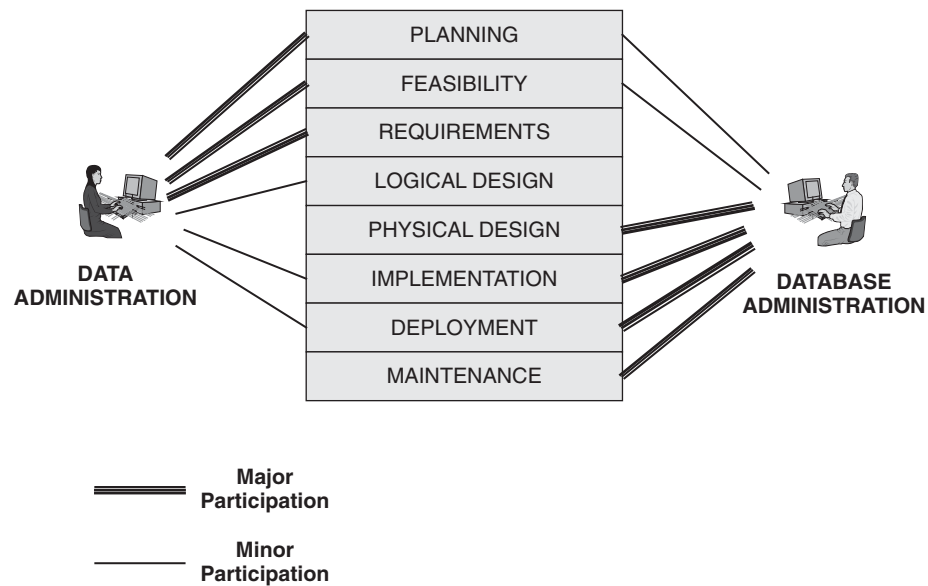 PLANNING
FEASIBILITY
REQUIREMENTS
LOGICAL DESIGN
PHYSICAL DESIGN
IMPLEMENTATION
DEPLOYMENT
MAINTENANCE
DATA
ADMINISTRATION
DATABASE
ADMINISTRATION
Major
Participation
Minor
Participation